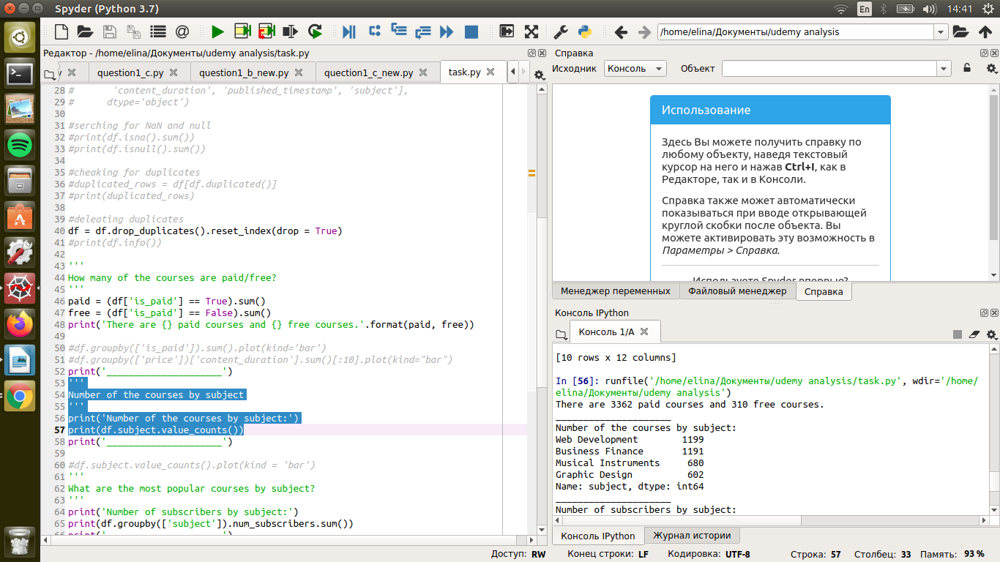 Spyder (Python 3.7)
En
14:41
/home/elina/Документы/udemy analysis
Редактор - /home/elina/Документы/udemy analysis/task.py
question1_c.py
question1_b_new.py
quection1_c_new.py
task.py
28 #       'content_duration', 'published_timestamp', 'subject'],
29 #      dtype='object')
30
31 #serching for NaN and null
32 #print(df.isna().sum())
33 #print(df.isnull().sum())
34
35 #cheaking for duplicates
36 #duplicated_rows = df[df.duplicated()]
37 #print(duplicated_rows)
38
39 #deleating duplicates
40 df = df.drop_duplicates().reset_index(drop = True)
41 #print(df.info())
42
43 '''
44 How many of the courses are paid/free?
45 '''
46 paid = (df['is_paid'] == True).sum()
47 free = (df['is_paid'] == False).sum()
48 print('There are {} paid courses and {} free courses.'.format(paid, free))
49
50 #df.groupby(['is_paid']).sum().plot(kind='bar')
51 #df.groupby(['price'])['content_duration'].sum()[:10].plot(kind="bar")
52 print('_____________________')
53 '''
54 Number of the courses by subject
55 '''
56 print('Number of the courses by subject:')
57 print(df.subject.value_counts())
58 print('_____________________')
59
60 #df.subject.value_counts().plot(kind = 'bar')
61 '''
62 What are the most popular courses by subject?
63 '''
64 print('Number of subscribers by subject:')
65 print(df.groupby(['subject']).num_subscribers.sum())
66 print('_____________________')
Справка
Исходник
Консоль
Объект
Использование
Здесь Вы можете получить справку по
любому объекту, наведя текстовый
курсор на него и нажав Ctrl+I, как в
Редакторе, так и в Консоли.
Справка также может автоматически
показываться при вводе открывающей
круглой скобки после объекта. Вы
можете активировать эту возможность в
Параметры > Справка.
Используете Spyder впервые?
Менеджер переменных
Файловый менеджер
Справка
Консоль IPython
Консоль 1/A
[10 rows x 12 columns]
In [56]: runfile('/home/elina/Документы/udemy analysis/task.py', wdir='/home/
elina/Документы/udemy analysis')
There are 3362 paid courses and 310 free courses.
_____________________
Number of the courses by subject:
Web Development        1199
Business Finance       1191
Musical Instruments     680
Graphic Design          602
Name: subject, dtype: int64
_____________________
Number of subscribers by subject:
Консоль IPython
Журнал истории
Доступ: RW
Конец строки: LF
Кодировка: UTF-8
Строка: 57
Столбец: 33
Память: 93 %